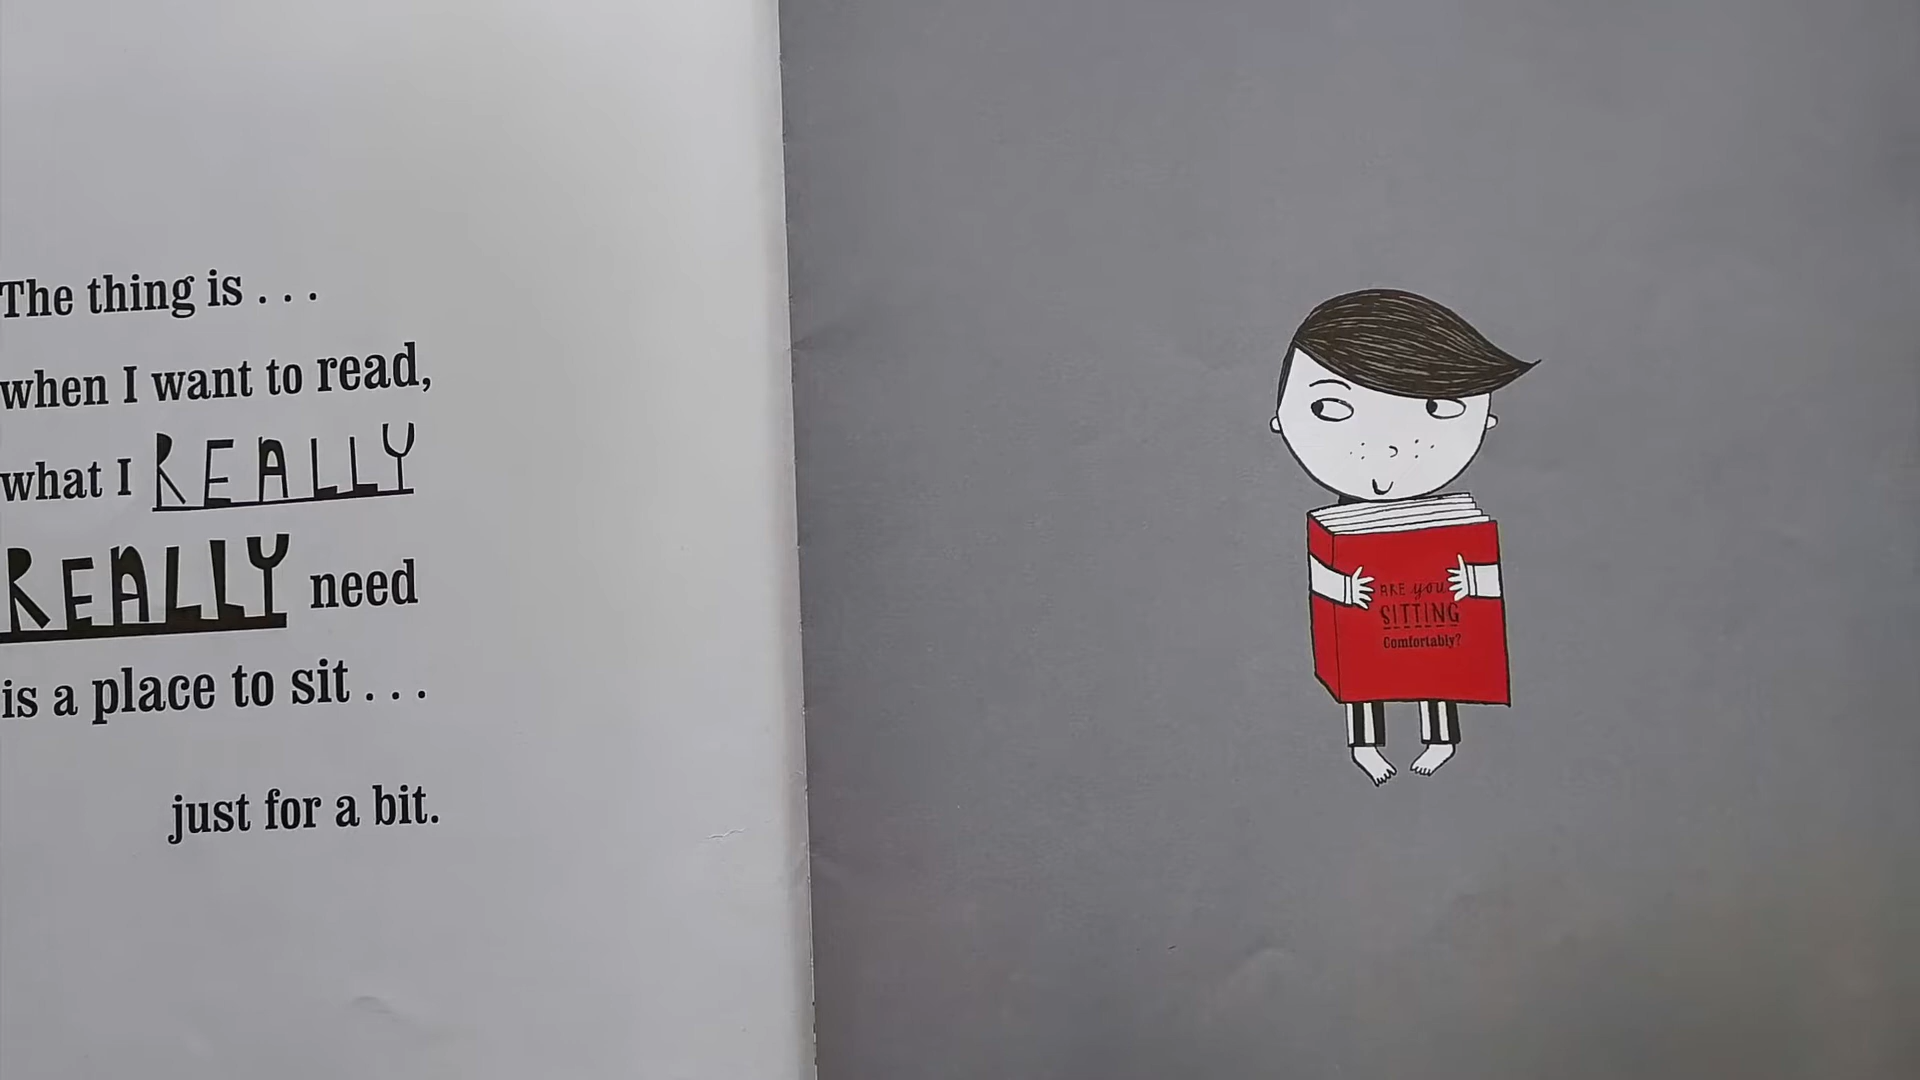 The thing is . . .
when I want to read,
what I REALLY
REALLY need
is a place to sit . . .
just for a bit.
ARE you
SITTING
Comfortably?